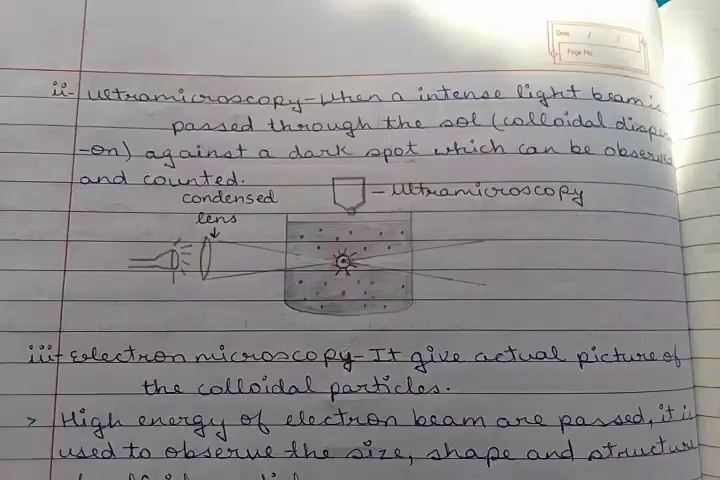 Date / /
Page No.
ii- Ultramicroscopy-When a intense light beam is
passed through the sol (colloidal disper
-on) against a dark spot which can be observed
and counted.
condensed
lens
-Ultramicroscopy
iii- Electron microscopy-It give actual picture of
the colloidal particles.
> High energy of electron beam are passed, it is
used to observe the size, shape and structure